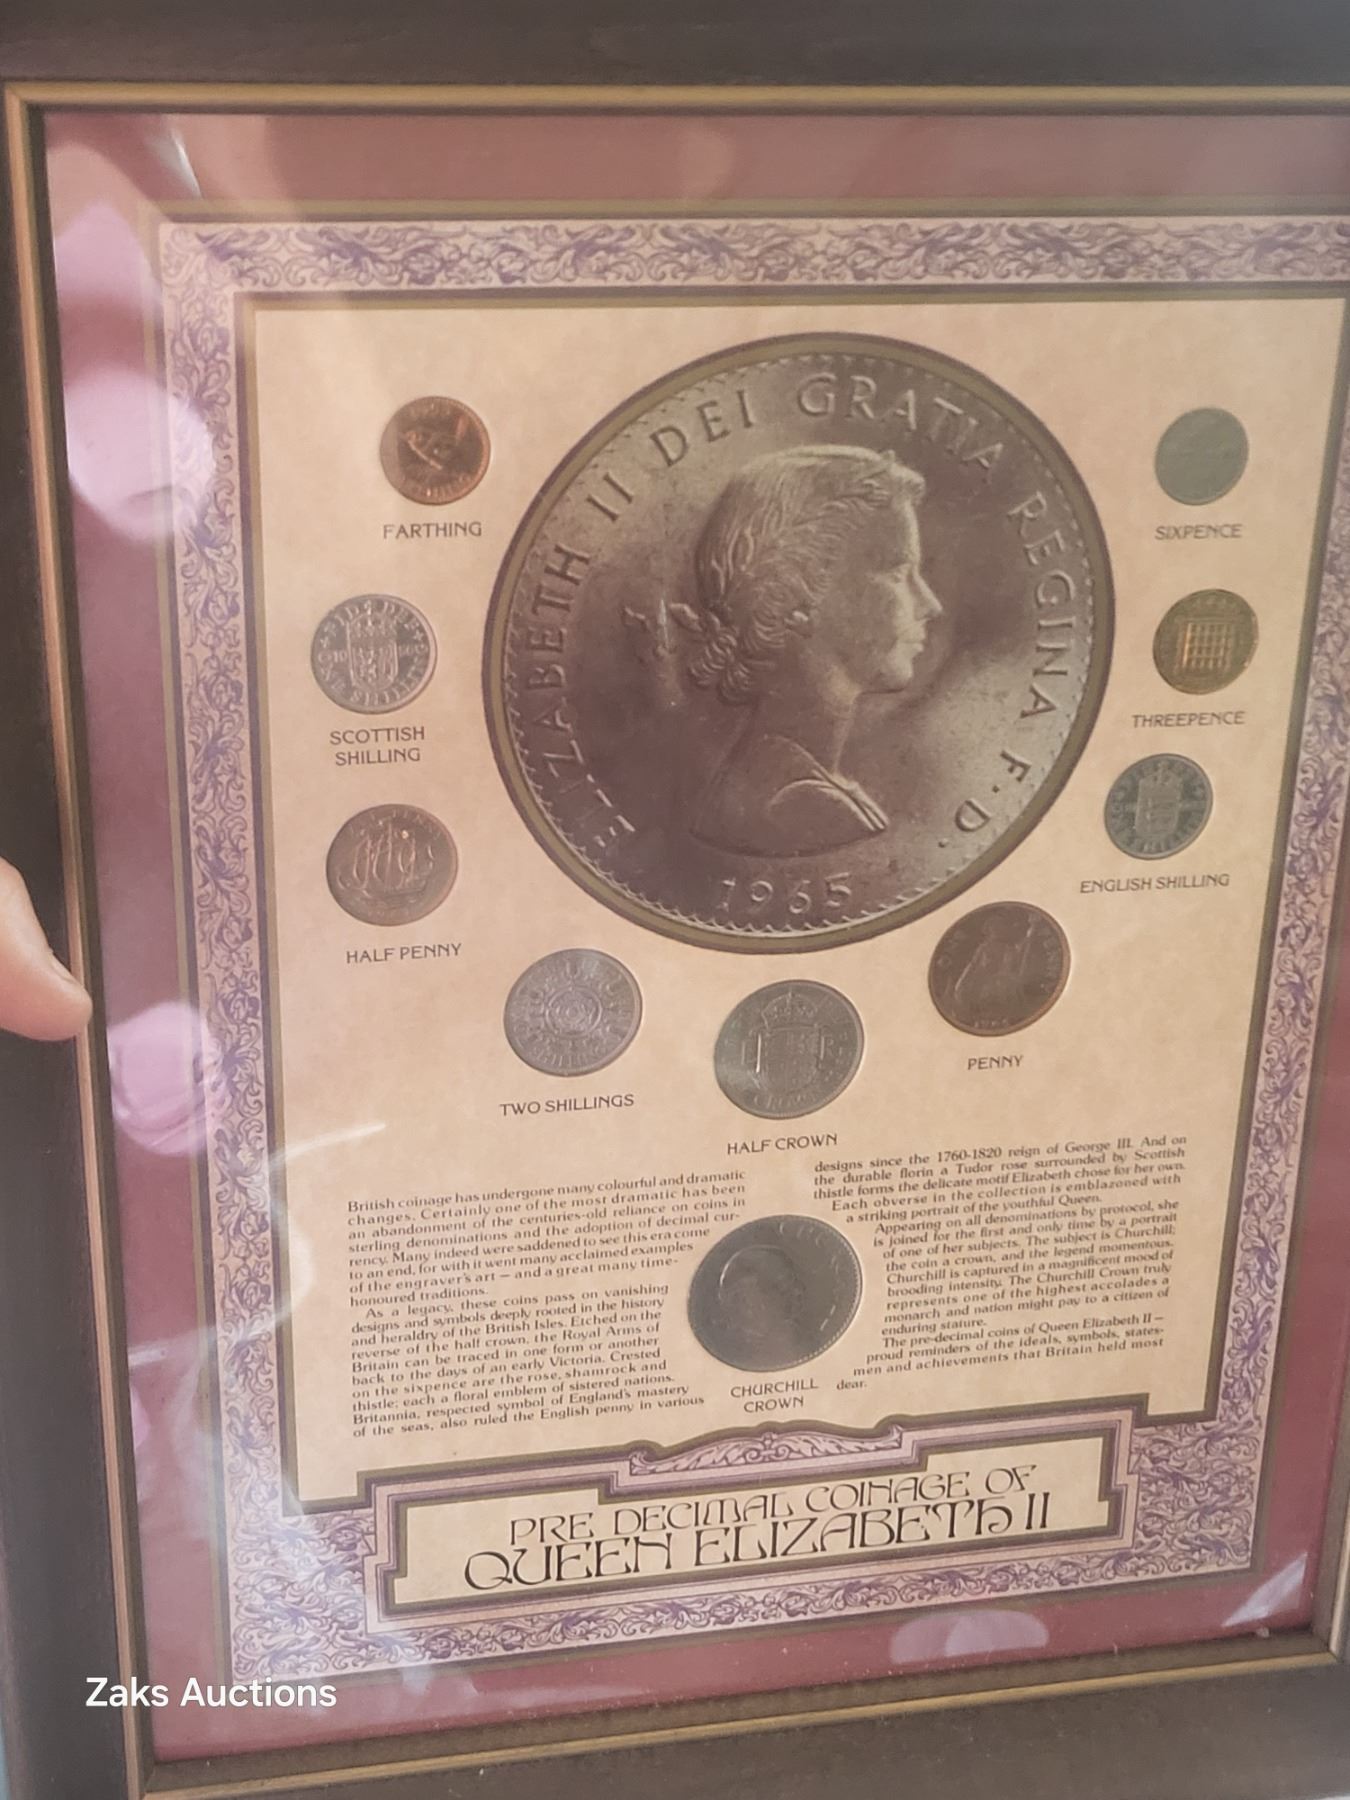 ELIZABETH II DEI GRATIA REGINA F·D·
1965
FARTHING
SIXPENCE
SCOTTISH
SHILLING
THREEPENCE
ENGLISH SHILLING
HALF PENNY
PENNY
TWO SHILLINGS
HALF CROWN
British coinage has undergone many colourful and dramatic
changes. Certainly one of the most dramatic has been
an abandonment of the centuries-old reliance on coins in
sterling denominations and the adoption of decimal cur-
rency. Many indeed were saddened to see this era come
to an end, for with it went many acclaimed examples
of the engraver's art — and a great many time-
honoured traditions.
As a legacy, these coins pass on vanishing
designs and symbols deeply rooted in the history
and heraldry of the British Isles. Etched on the
reverse of the half crown, the Royal Arms of
Britain can be traced in one form or another
back to the days of an early Victoria. Crested
on the sixpence are the rose, shamrock and
thistle; each a floral emblem of sistered nations.
Britannia, respected symbol of England's mastery
of the seas, also ruled the English penny in various
designs since the 1760-1820 reign of George III. And on
the durable florin a Tudor rose surrounded by Scottish
thistle forms the delicate motif Elizabeth chose for her own.
Each obverse in the collection is emblazoned with
a striking portrait of the youthful Queen.
Appearing on all denominations by protocol, she
is joined for the first and only time by a portrait
of one of her subjects. The subject is Churchill;
the coin a crown, and the legend momentous.
Churchill is captured in a magnificent mood of
brooding intensity. The Churchill Crown truly
represents one of the highest accolades a
monarch and nation might pay to a citizen of
enduring stature.
The pre-decimal coins of Queen Elizabeth II —
proud reminders of the ideals, symbols, states-
men and achievements that Britain held most
dear.
CHURCHILL
CROWN
PRE DECIMAL COINAGE OF
QUEEN ELIZABETH II
Zaks Auctions